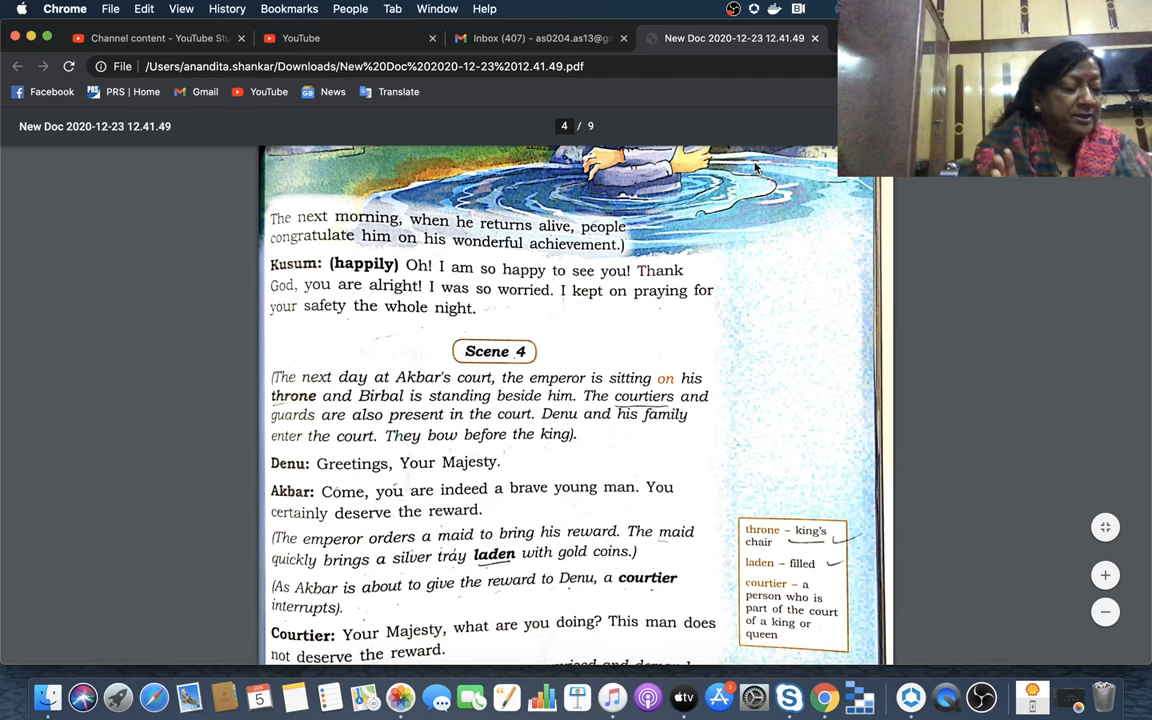 Chrome File Edit View History Bookmarks People Tab Window Help
Channel content - YouTube Stu
YouTube
Inbox (407) - as0204.as13@gn
New Doc 2020-12-23 12.41.49
File /Users/anandita.shankar/Downloads/New%20Doc%202020-12-23%2012.41.49.pdf
Facebook PRS | Home Gmail YouTube News Translate
New Doc 2020-12-23 12.41.49
4 / 9
The next morning, when he returns alive, people
congratulate him on his wonderful achievement.)
Kusum: (happily) Oh! I am so happy to see you! Thank
God, you are alright! I was so worried. I kept on praying for
your safety the whole night.
Scene 4
(The next day at Akbar's court, the emperor is sitting on his
throne and Birbal is standing beside him. The courtiers and
guards are also present in the court. Denu and his family
enter the court. They bow before the king).
Denu: Greetings, Your Majesty.
Akbar: Come, you are indeed a brave young man. You
certainly deserve the reward.
(The emperor orders a maid to bring his reward. The maid
quickly brings a silver tray laden with gold coins.)
(As Akbar is about to give the reward to Denu, a courtier
interrupts).
Courtier: Your Majesty, what are you doing? This man does
not deserve the reward.
throne – king's
chair
laden – filled
courtier – a
person who is
part of the court
of a king or
queen
JAN
5
tv
1